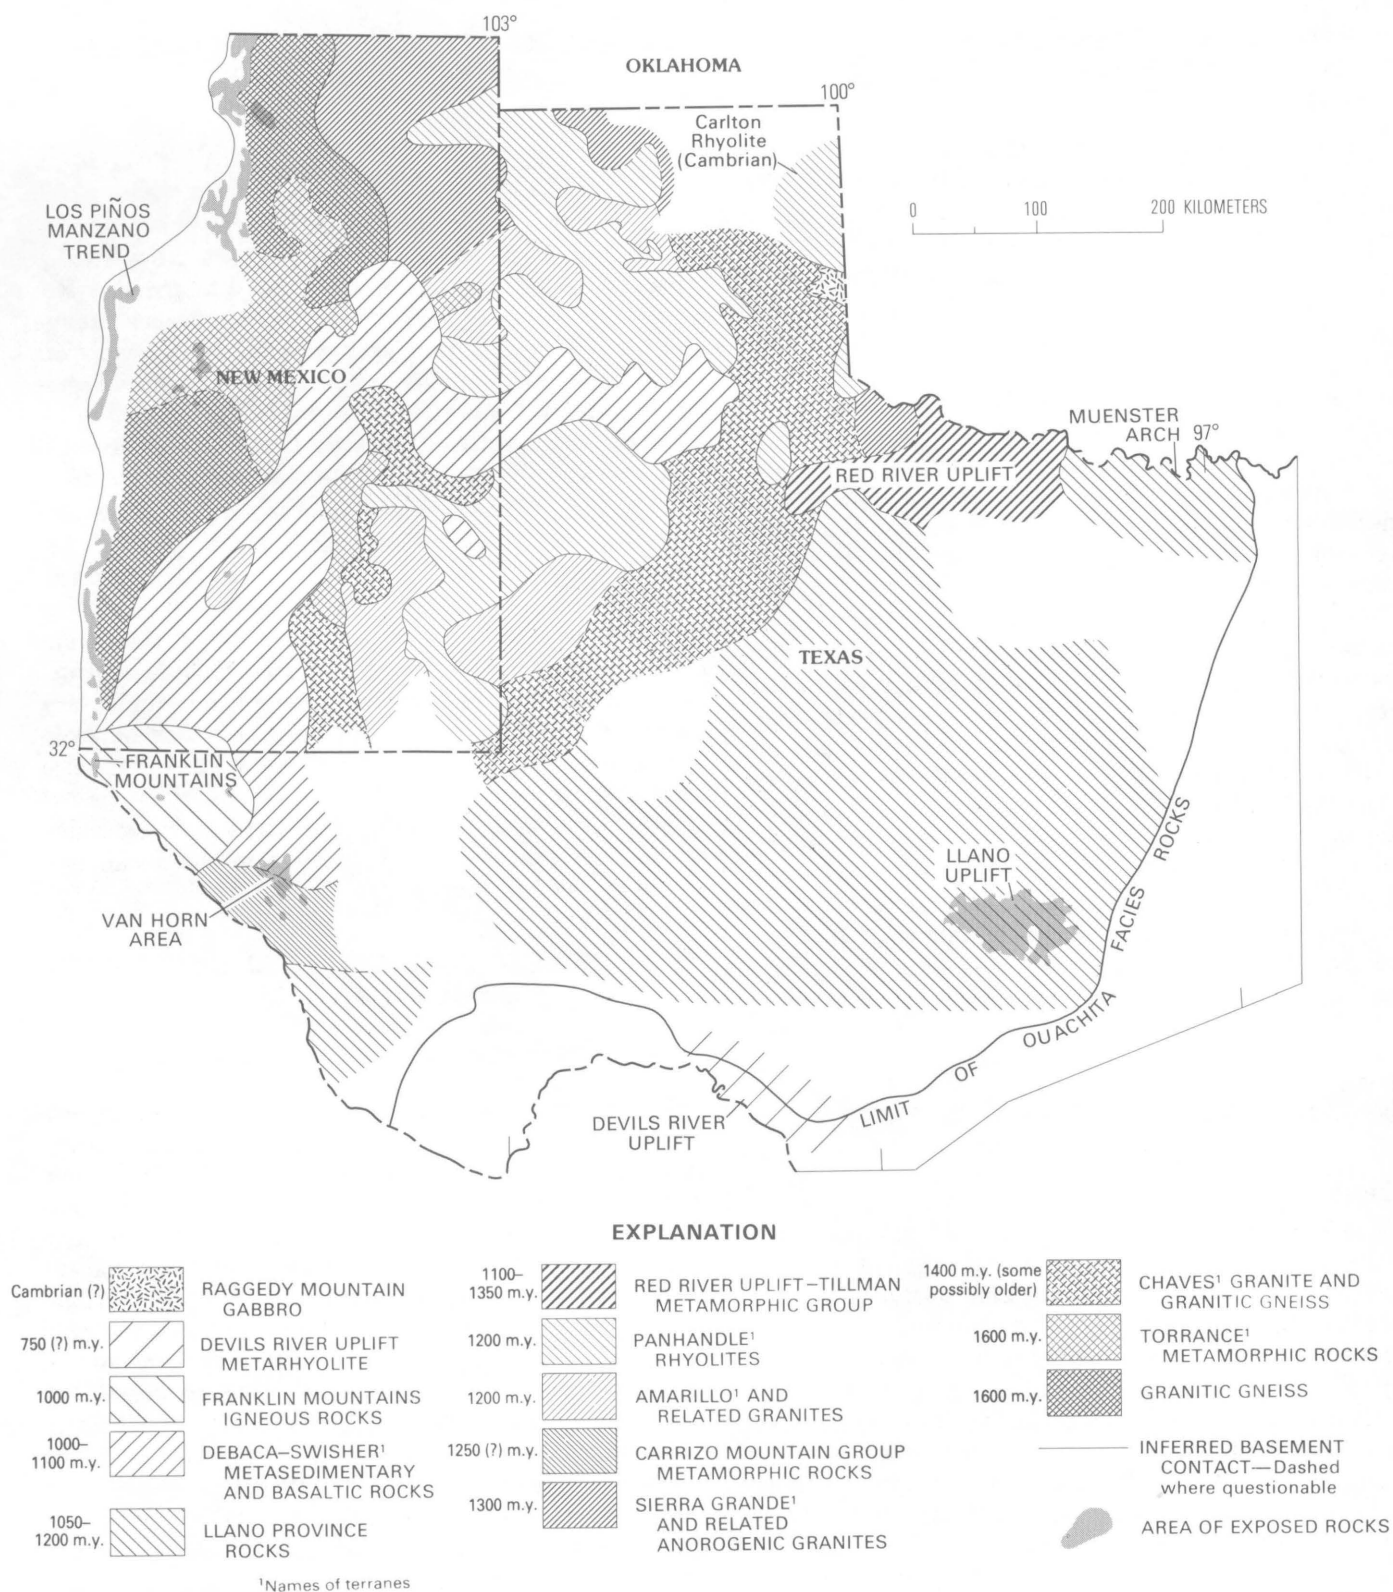 103°
OKLAHOMA
100°
Carlton
Rhyolite
(Cambrian)
LOS PIÑOS
MANZANO
TREND
0 100 200 KILOMETERS
NEW MEXICO
MUENSTER
ARCH
97°
RED RIVER UPLIFT
TEXAS
32°
FRANKLIN
MOUNTAINS
LLANO
UPLIFT
VAN HORN
AREA
DEVILS RIVER
UPLIFT
LIMIT OF OUACHITA FACIES ROCKS
EXPLANATION
Cambrian (?)
RAGGEDY MOUNTAIN
GABBRO
750 (?) m.y.
DEVILS RIVER UPLIFT
METARHYOLITE
1000 m.y.
FRANKLIN MOUNTAINS
IGNEOUS ROCKS
1000–
1100 m.y.
DEBACA–SWISHER¹
METASEDIMENTARY
AND BASALTIC ROCKS
1050–
1200 m.y.
LLANO PROVINCE
ROCKS
1100–
1350 m.y.
RED RIVER UPLIFT–TILLMAN
METAMORPHIC GROUP
1200 m.y.
PANHANDLE¹
RHYOLITES
1200 m.y.
AMARILLO¹ AND
RELATED GRANITES
1250 (?) m.y.
CARRIZO MOUNTAIN GROUP
METAMORPHIC ROCKS
1300 m.y.
SIERRA GRANDE¹
AND RELATED
ANOROGENIC GRANITES
1400 m.y. (some
possibly older)
CHAVES¹ GRANITE AND
GRANITIC GNEISS
1600 m.y.
TORRANCE¹
METAMORPHIC ROCKS
1600 m.y.
GRANITIC GNEISS
INFERRED BASEMENT
CONTACT—Dashed
where questionable
AREA OF EXPOSED ROCKS
¹Names of terranes